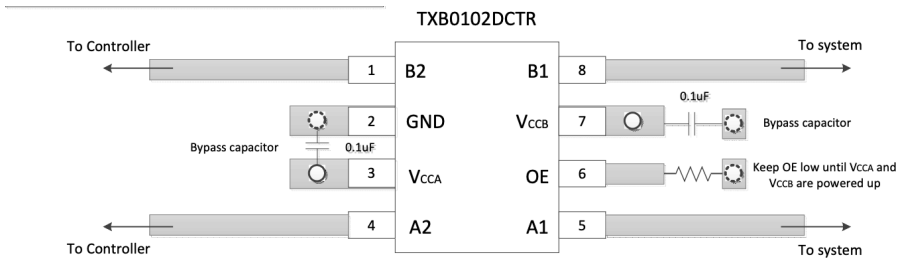 TXB0102DCTR
To Controller
To system
1
B2
B1
8
0.1uF
2
GND
VCCB
7
Bypass capacitor
Bypass capacitor
0.1uF
3
VCCA
OE
6
Keep OE low until VCCA and
VCCB are powered up
4
A2
A1
5
To Controller
To system